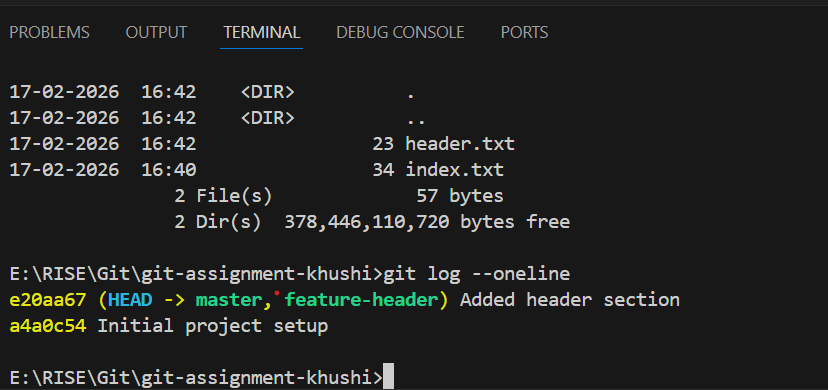 PROBLEMS OUTPUT TERMINAL DEBUG CONSOLE PORTS
17-02-2026  16:42    <DIR>          .
17-02-2026  16:42    <DIR>          ..
17-02-2026  16:42                23 header.txt
17-02-2026  16:40                34 index.txt
               2 File(s)             57 bytes
               2 Dir(s)  378,446,110,720 bytes free
E:\RISE\Git\git-assignment-khushi>git log --oneline
e20aa67 (HEAD -> master, feature-header) Added header section
a4a0c54 Initial project setup
E:\RISE\Git\git-assignment-khushi>